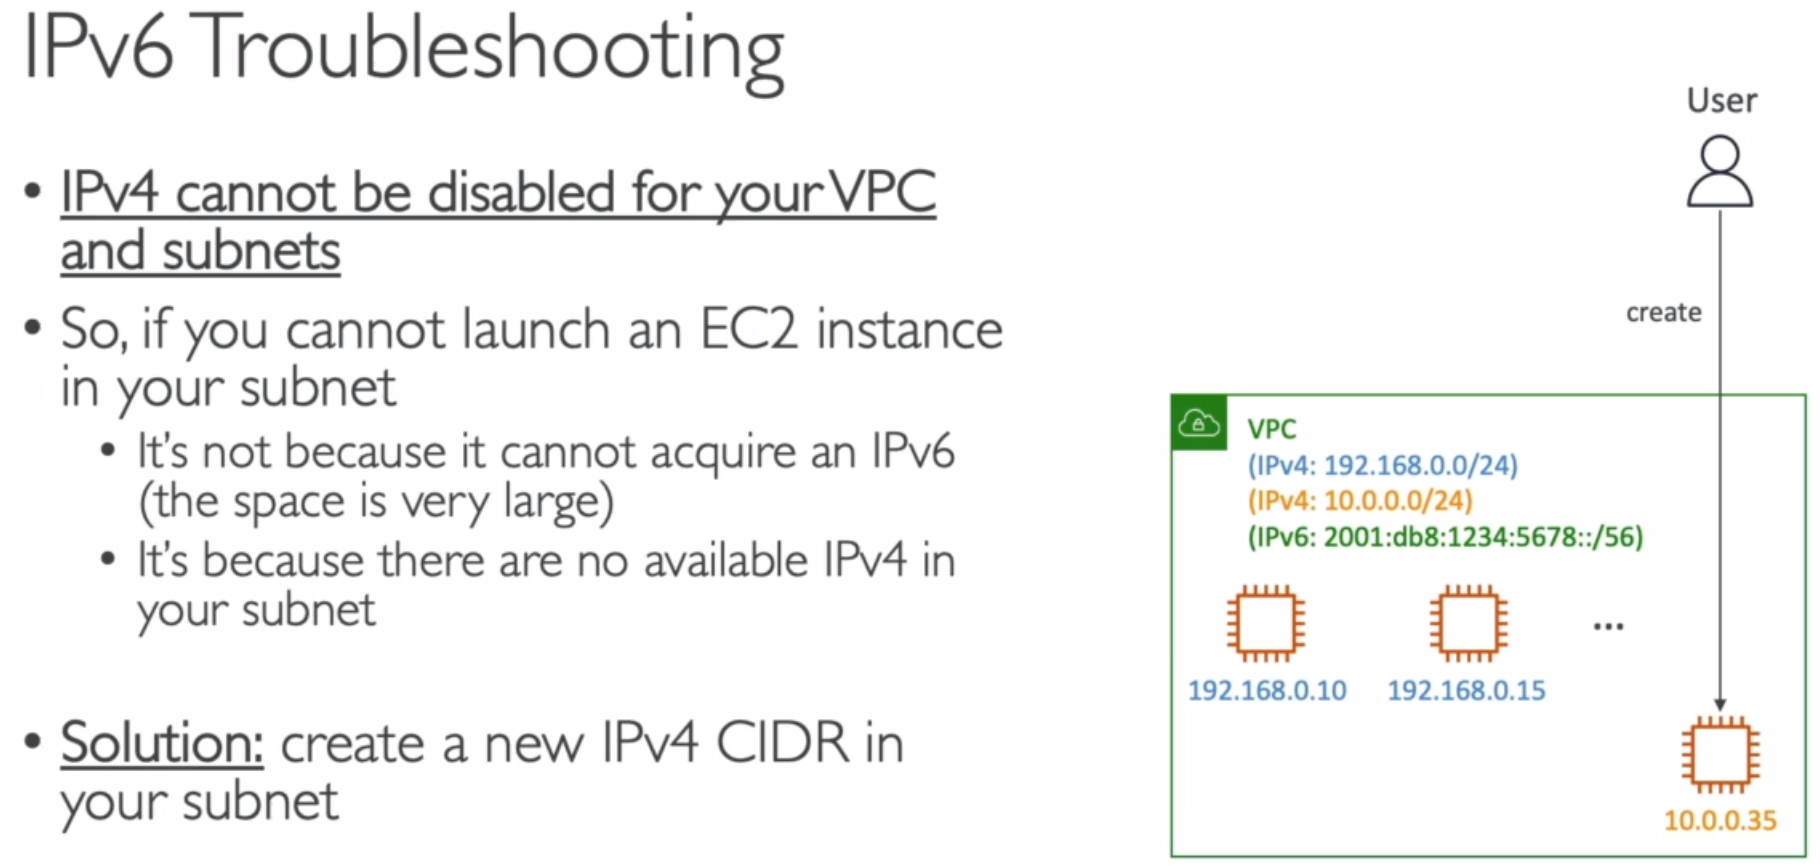 IPv6 Troubleshooting
• IPv4 cannot be disabled for your VPC
and subnets
• So, if you cannot launch an EC2 instance
in your subnet
• It's not because it cannot acquire an IPv6
(the space is very large)
• It's because there are no available IPv4 in
your subnet
• Solution: create a new IPv4 CIDR in
your subnet
User
create
VPC
(IPv4: 192.168.0.0/24)
(IPv4: 10.0.0.0/24)
(IPv6: 2001:db8:1234:5678::/56)
...
192.168.0.10
192.168.0.15
10.0.0.35